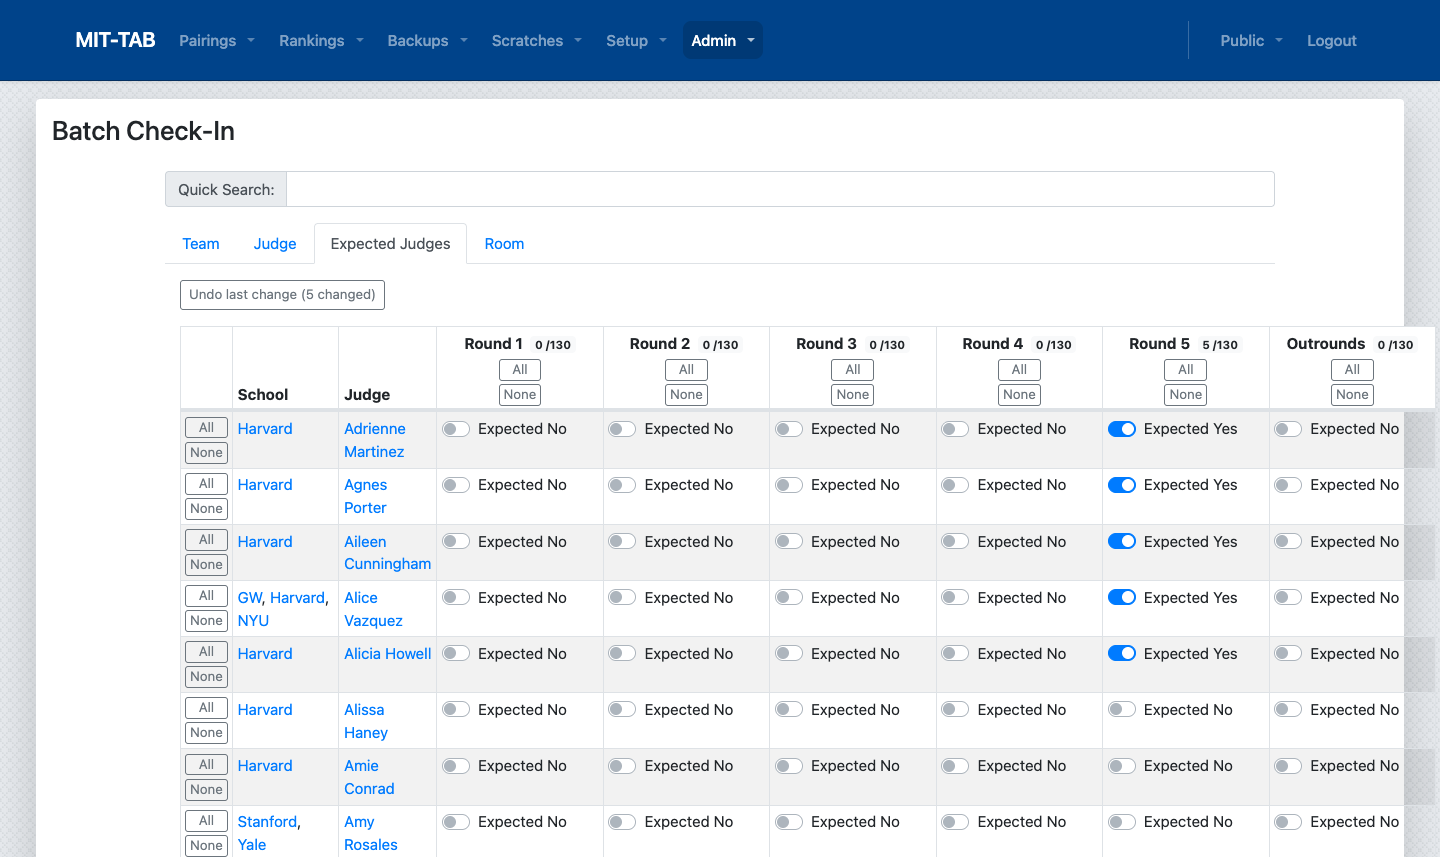 MIT-TAB Pairings Rankings Backups Scratches Setup Admin Public Logout
Batch Check-In
Quick Search:
Team Judge Expected Judges Room
Undo last change (5 changed)
School Judge Round 1 0 /130 Round 2 0 /130 Round 3 0 /130 Round 4 0 /130 Round 5 5 /130 Outrounds 0 /130
All All All All All All
None None None None None None
All Harvard Adrienne Expected No Expected No Expected No Expected No Expected Yes Expected No
None Martinez
All Harvard Agnes Expected No Expected No Expected No Expected No Expected Yes Expected No
None Porter
All Harvard Aileen Expected No Expected No Expected No Expected No Expected Yes Expected No
None Cunningham
All GW, Harvard, Alice Expected No Expected No Expected No Expected No Expected Yes Expected No
None NYU Vazquez
All Harvard Alicia Howell Expected No Expected No Expected No Expected No Expected Yes Expected No
None
All Harvard Alissa Expected No Expected No Expected No Expected No Expected No Expected No
None Haney
All Harvard Amie Expected No Expected No Expected No Expected No Expected No Expected No
None Conrad
All Stanford, Amy Expected No Expected No Expected No Expected No Expected No Expected No
None Yale Rosales